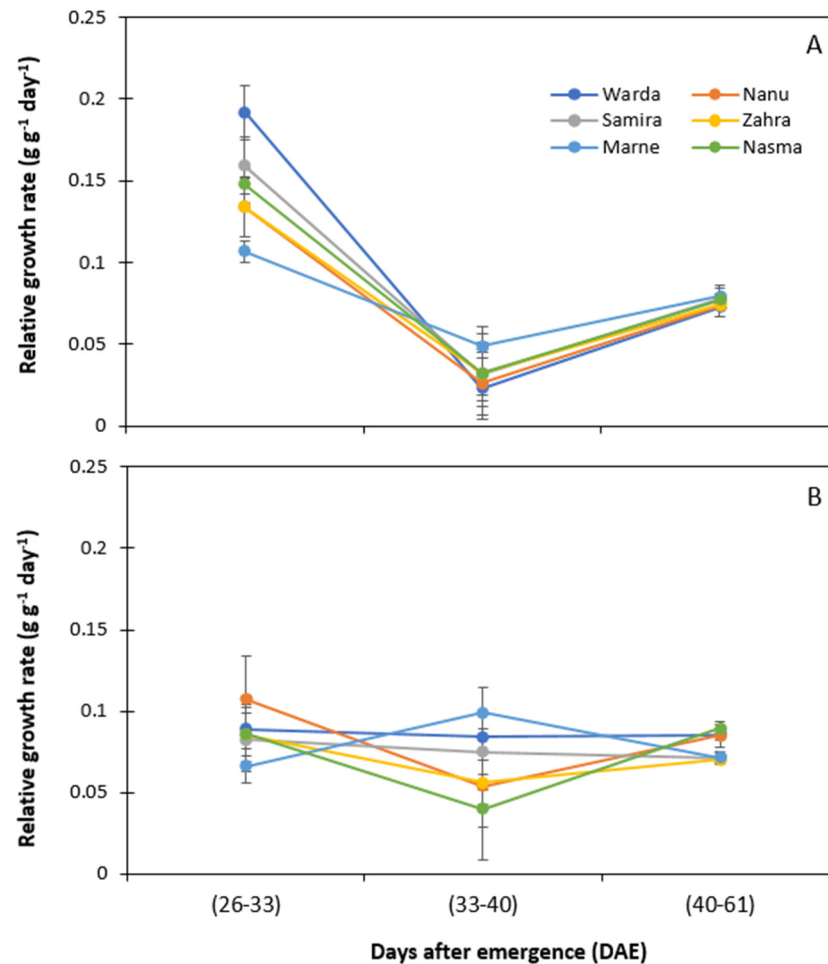 0.25
A
0.2
Warda
Nanu
Samira
Zahra
Marne
Nasma
0.15
0.1
0.05
0
Relative growth rate (g g⁻¹ day⁻¹)
0.25
B
0.2
0.15
0.1
0.05
0
Relative growth rate (g g⁻¹ day⁻¹)
(26-33)
(33-40)
(40-61)
Days after emergence (DAE)